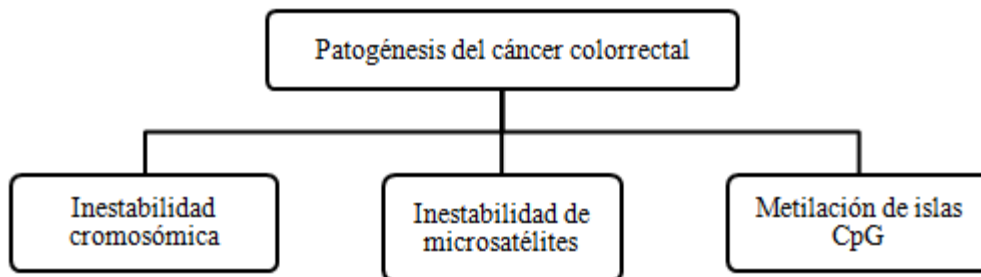 Patogénesis del cáncer colorrectal
Inestabilidad
cromosómica
Inestabilidad de
microsatélites
Metilación de islas
CpG